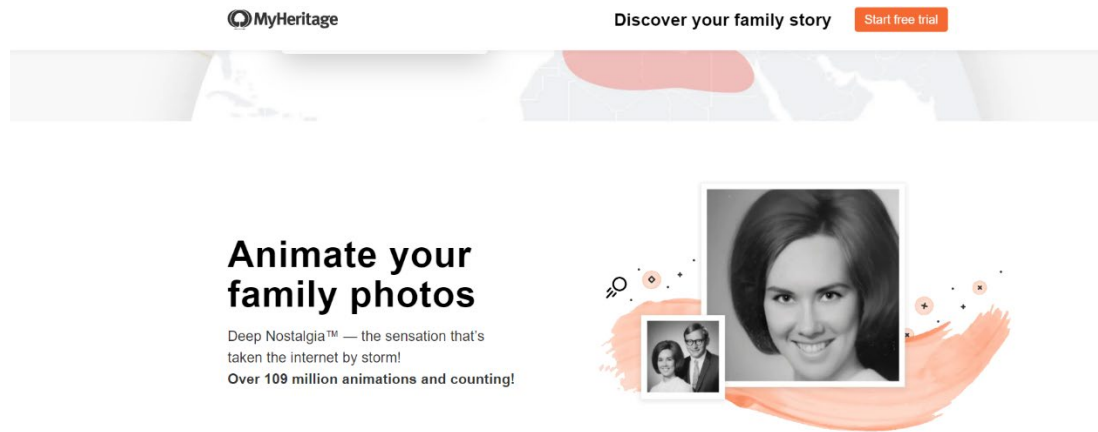 MyHeritage
Discover your family story
Start free trial
Animate your
family photos
Deep Nostalgia™ — the sensation that's
taken the internet by storm!
Over 109 million animations and counting!